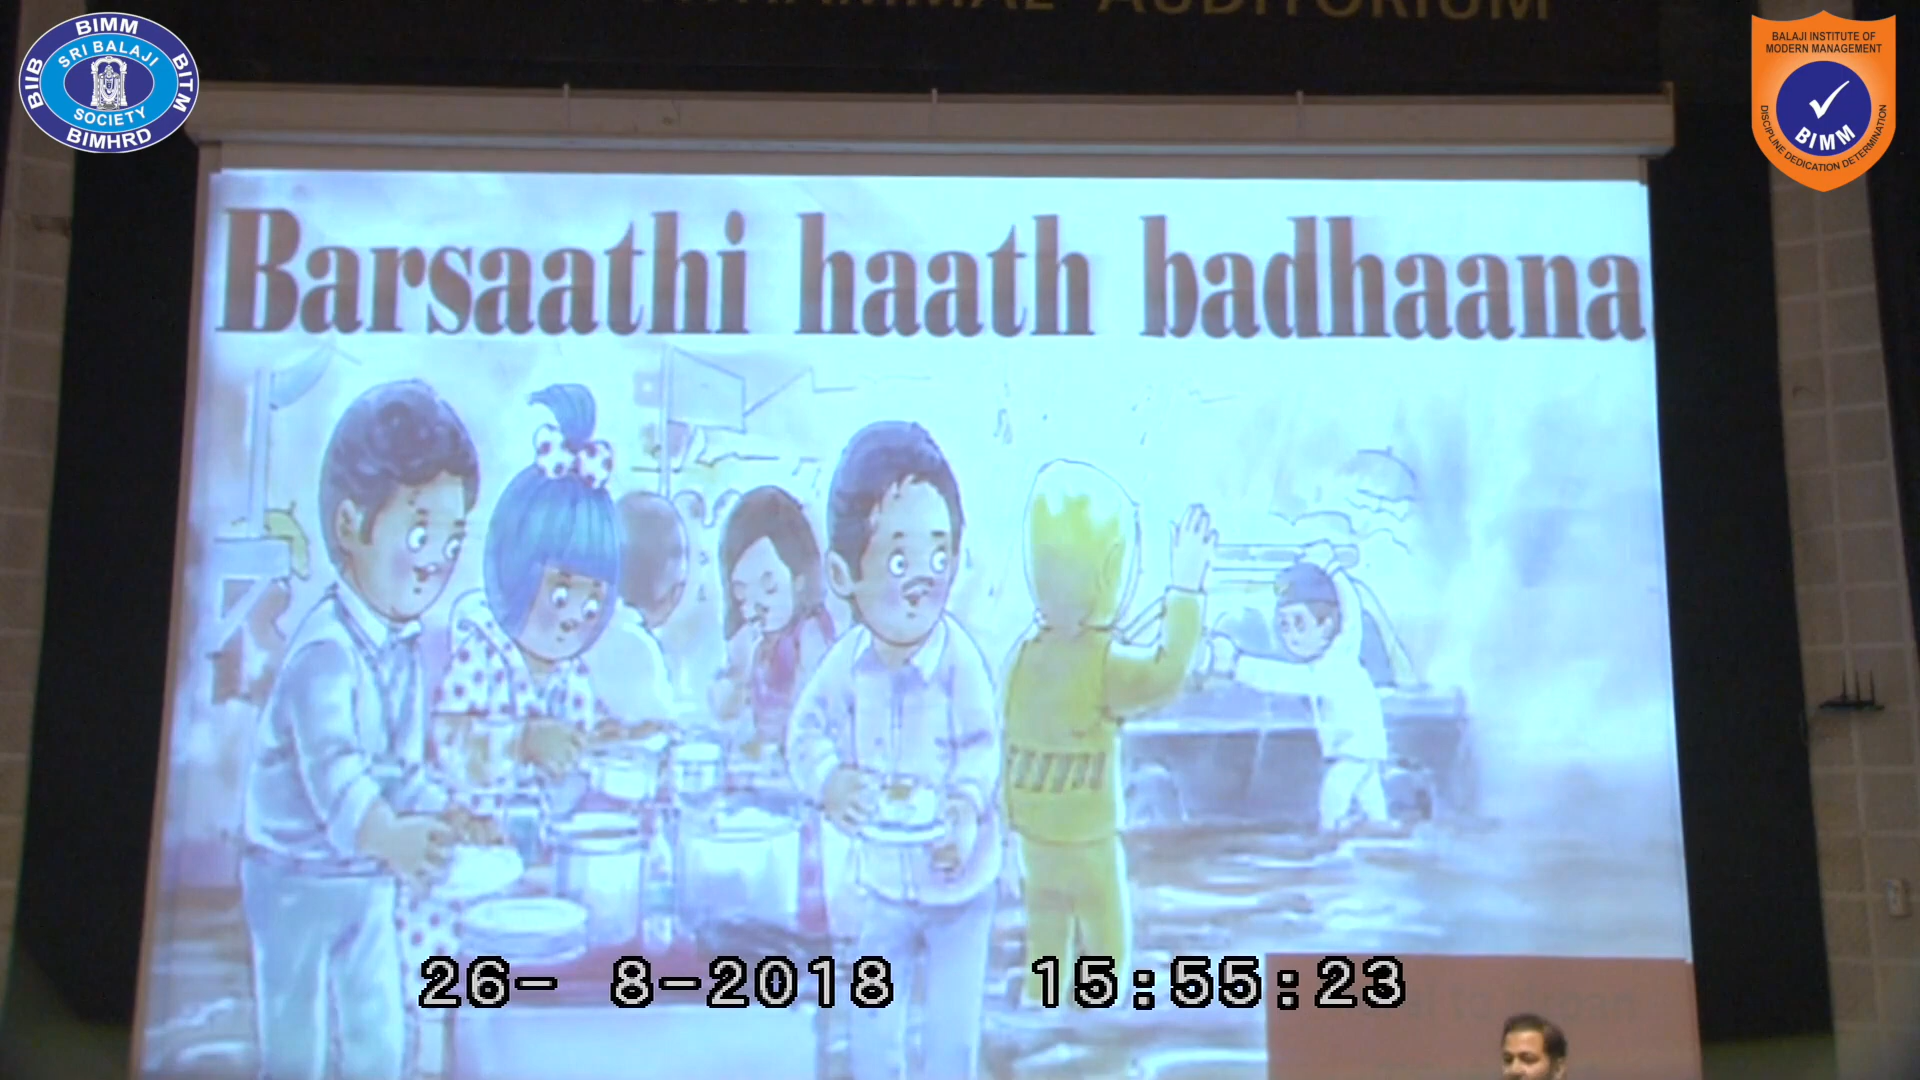 AUDITORIUM
BIMM
SRI BALAJI
BIIB
BITM
SOCIETY
BIMHRD
BALAJI INSTITUTE OF
MODERN MANAGEMENT
BIMM
DISCIPLINE DEDICATION DETERMINATION
Barsaathi haath badhaana
26- 8-2018 15:55:23